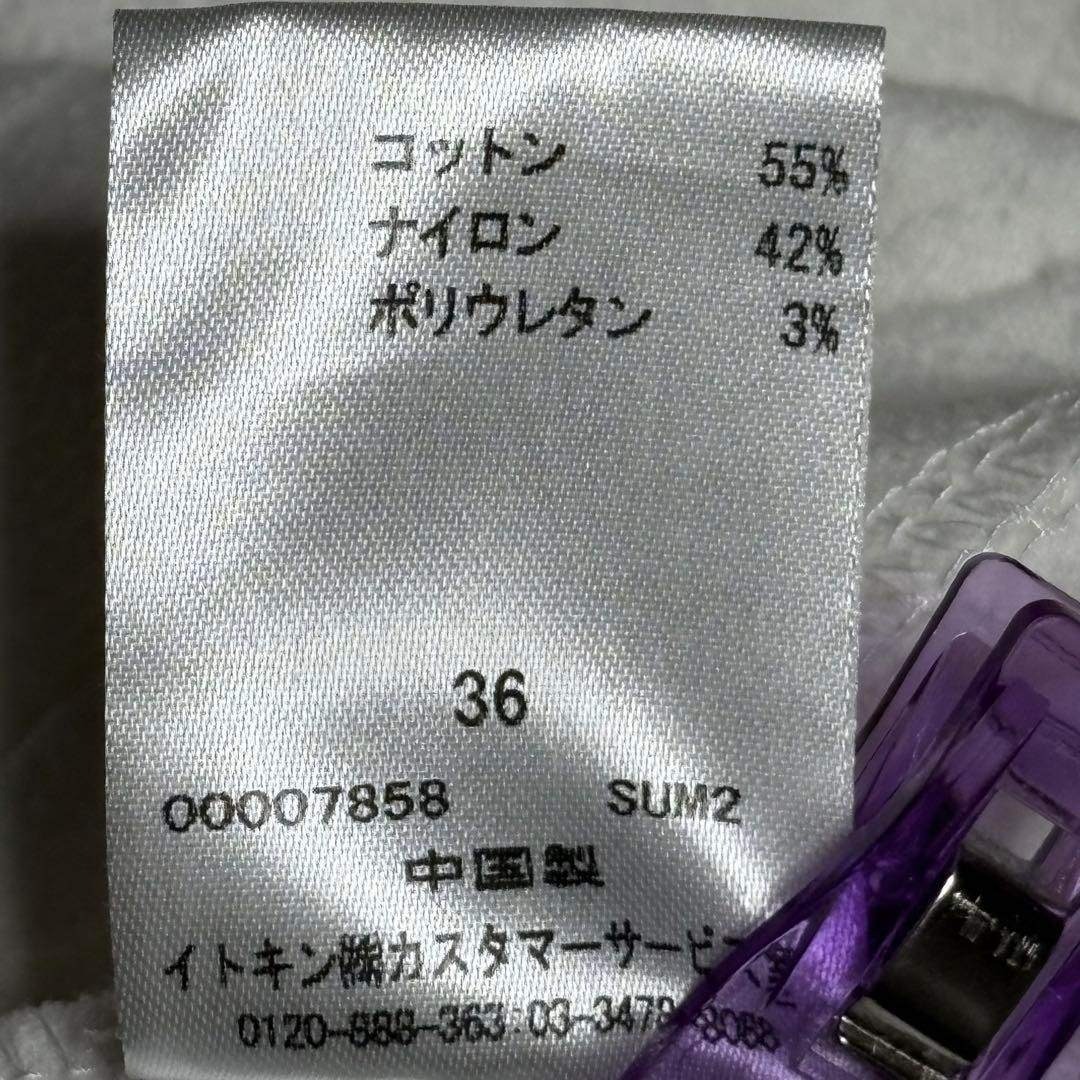 コットン 55%
ナイロン 42%
ポリウレタン 3%
36
00007858 SUM2
中国製
イトキン㈱カスタマーサービス
0120-888-363